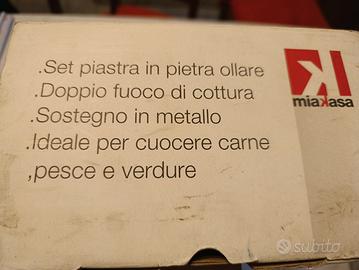 .Set piastra in pietra ollare
.Doppio fuoco di cottura
.Sostegno in metallo
.Ideale per cuocere carne
,pesce e verdure
miakasa
subito